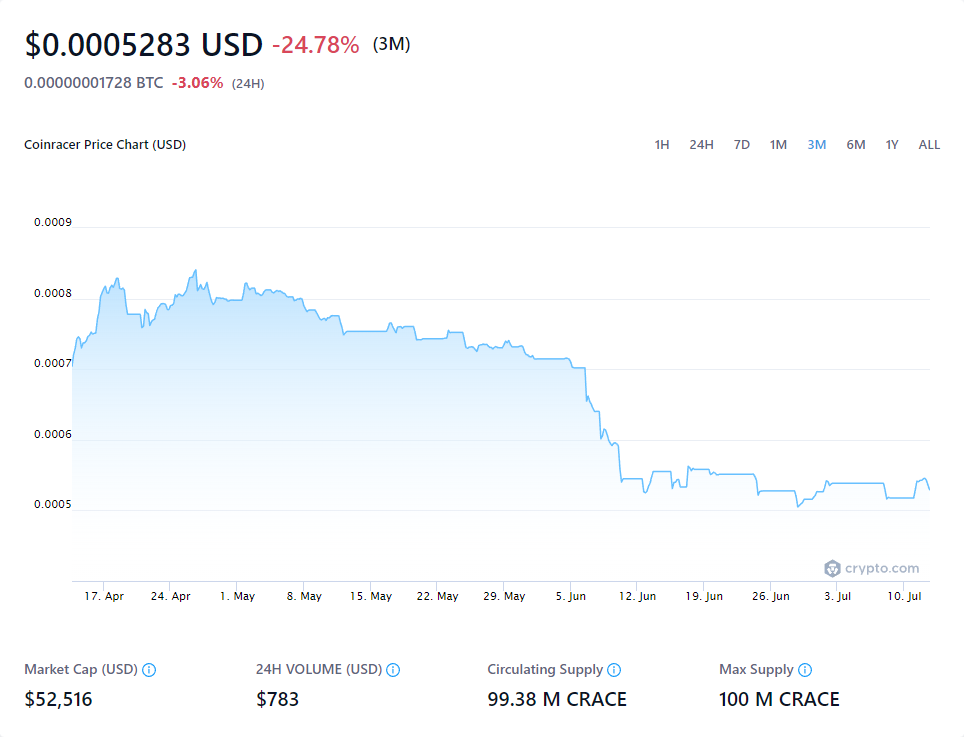 $0.0005283 USD -24.78% (3M)
0.00000001728 BTC -3.06% (24H)
Coinracer Price Chart (USD) 1H 24H 7D 1M 3M 6M 1Y ALL
0.0009
0.0008
0.0007
0.0006
0.0005
crypto.com
17. Apr 24. Apr 1. May 8. May 15. May 22. May 29. May 5. Jun 12. Jun 19. Jun 26. Jun 3. Jul 10. Jul
Market Cap (USD) 24H VOLUME (USD) Circulating Supply Max Supply
$52,516 $783 99.38 M CRACE 100 M CRACE